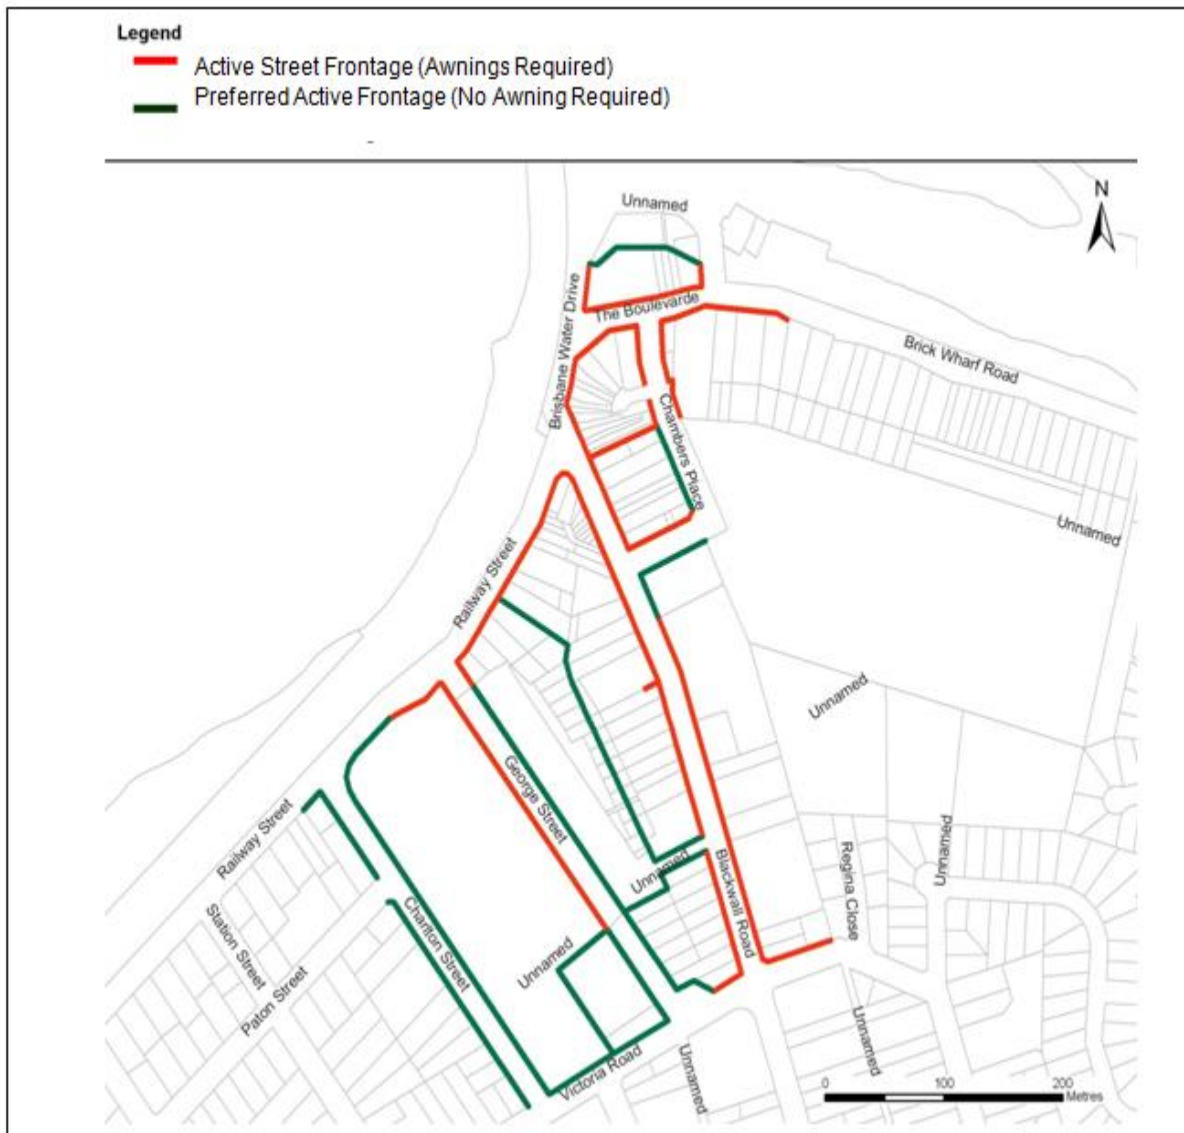 Legend
Active Street Frontage (Awnings Required)
Preferred Active Frontage (No Awning Required)
N
Unnamed
Brisbane Water Drive
The Boulevarde
Brick Wharf Road
Chambers Place
Unnamed
Railway Street
Unnamed
George Street
Railway Street
Unnamed
Blackwall Road
Regina Close
Unnamed
Station Street
Charlton Street
Unnamed
Paton Street
Victoria Road
Unnamed
Unnamed
0 100 200
Metres